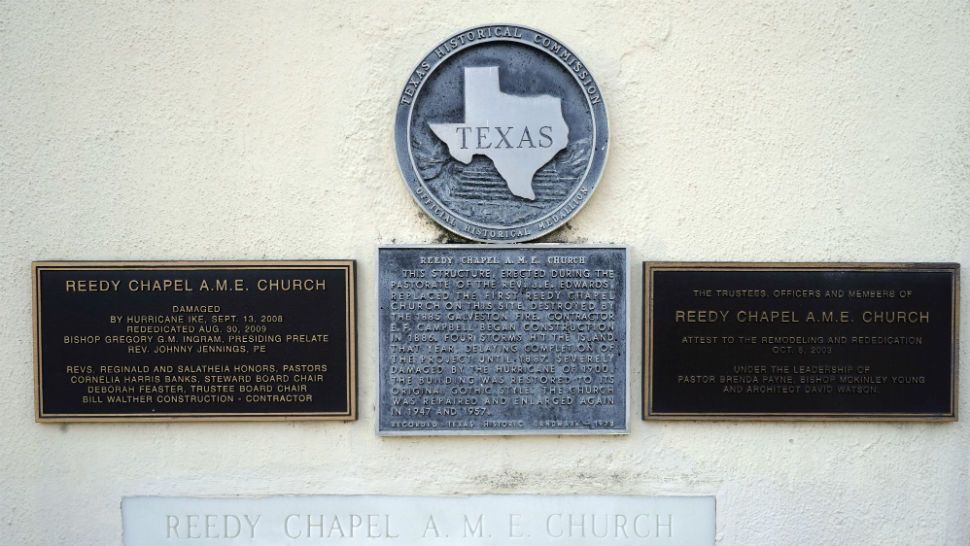 TEXAS HISTORICAL COMMISSION
TEXAS
OFFICIAL HISTORICAL MEDALLION
REEDY CHAPEL A.M.E. CHURCH
DAMAGED
BY HURRICANE IKE, SEPT. 13, 2008
REDEDICATED AUG. 30, 2009
BISHOP GREGORY G.M. INGRAM, PRESIDING PRELATE
REV. JOHNNY JENNINGS, PE
REVS. REGINALD AND SALATHEIA HONORS, PASTORS
CORNELIA HARRIS BANKS, STEWARD BOARD CHAIR
DEBORAH FEASTER, TRUSTEE BOARD CHAIR
BILL WALTHER CONSTRUCTION - CONTRACTOR
REEDY CHAPEL A. M. E. CHURCH
THIS STRUCTURE, ERECTED DURING THE
PASTORATE OF THE REV. J. E. EDWARDS,
REPLACED THE FIRST REEDY CHAPEL
CHURCH ON THIS SITE, DESTROYED BY
THE 1885 GALVESTON FIRE. CONTRACTOR
E. F. CAMPBELL BEGAN CONSTRUCTION
IN 1886. FOUR STORMS HIT THE ISLAND
THAT YEAR, DELAYING COMPLETION OF
THE PROJECT UNTIL 1887. SEVERELY
DAMAGED BY THE HURRICANE OF 1900,
THE BUILDING WAS RESTORED TO ITS
ORIGINAL GOTHIC STYLE. THE CHURCH
WAS REPAIRED AND ENLARGED AGAIN
IN 1947 AND 1957.
RECORDED TEXAS HISTORIC LANDMARK - 1973
THE TRUSTEES, OFFICERS AND MEMBERS OF
REEDY CHAPEL A.M.E. CHURCH
ATTEST TO THE REMODELING AND REDEDICATION
OCT. 5, 2003
UNDER THE LEADERSHIP OF
PASTOR BRENDA PAYNE, BISHOP MCKINLEY YOUNG
AND ARCHITECT DAVID WATSON.
REEDY CHAPEL A. M. E. CHURCH